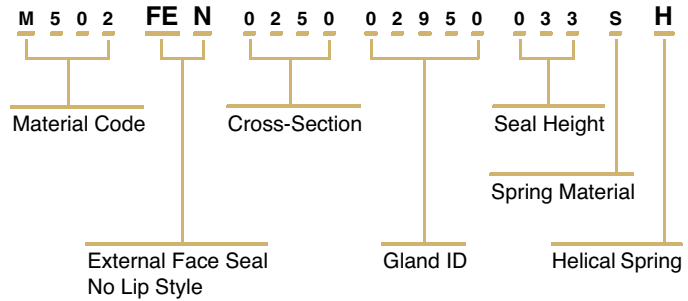 M 5 0 2 FE N 0 2 5 0 0 2 9 5 0 0 3 3 S H
Material Code
Cross-Section
Seal Height
Spring Material
External Face Seal
No Lip Style
Gland ID
Helical Spring